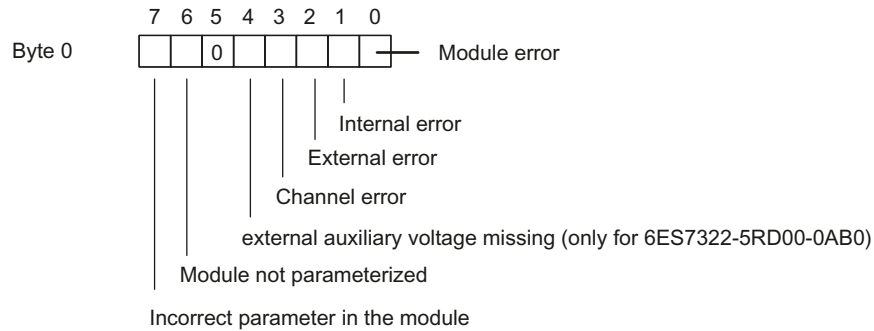 7 6 5 4 3 2 1 0
Byte 0 0 Module error
Internal error
External error
Channel error
external auxiliary voltage missing (only for 6ES7322-5RD00-0AB0)
Module not parameterized
Incorrect parameter in the module